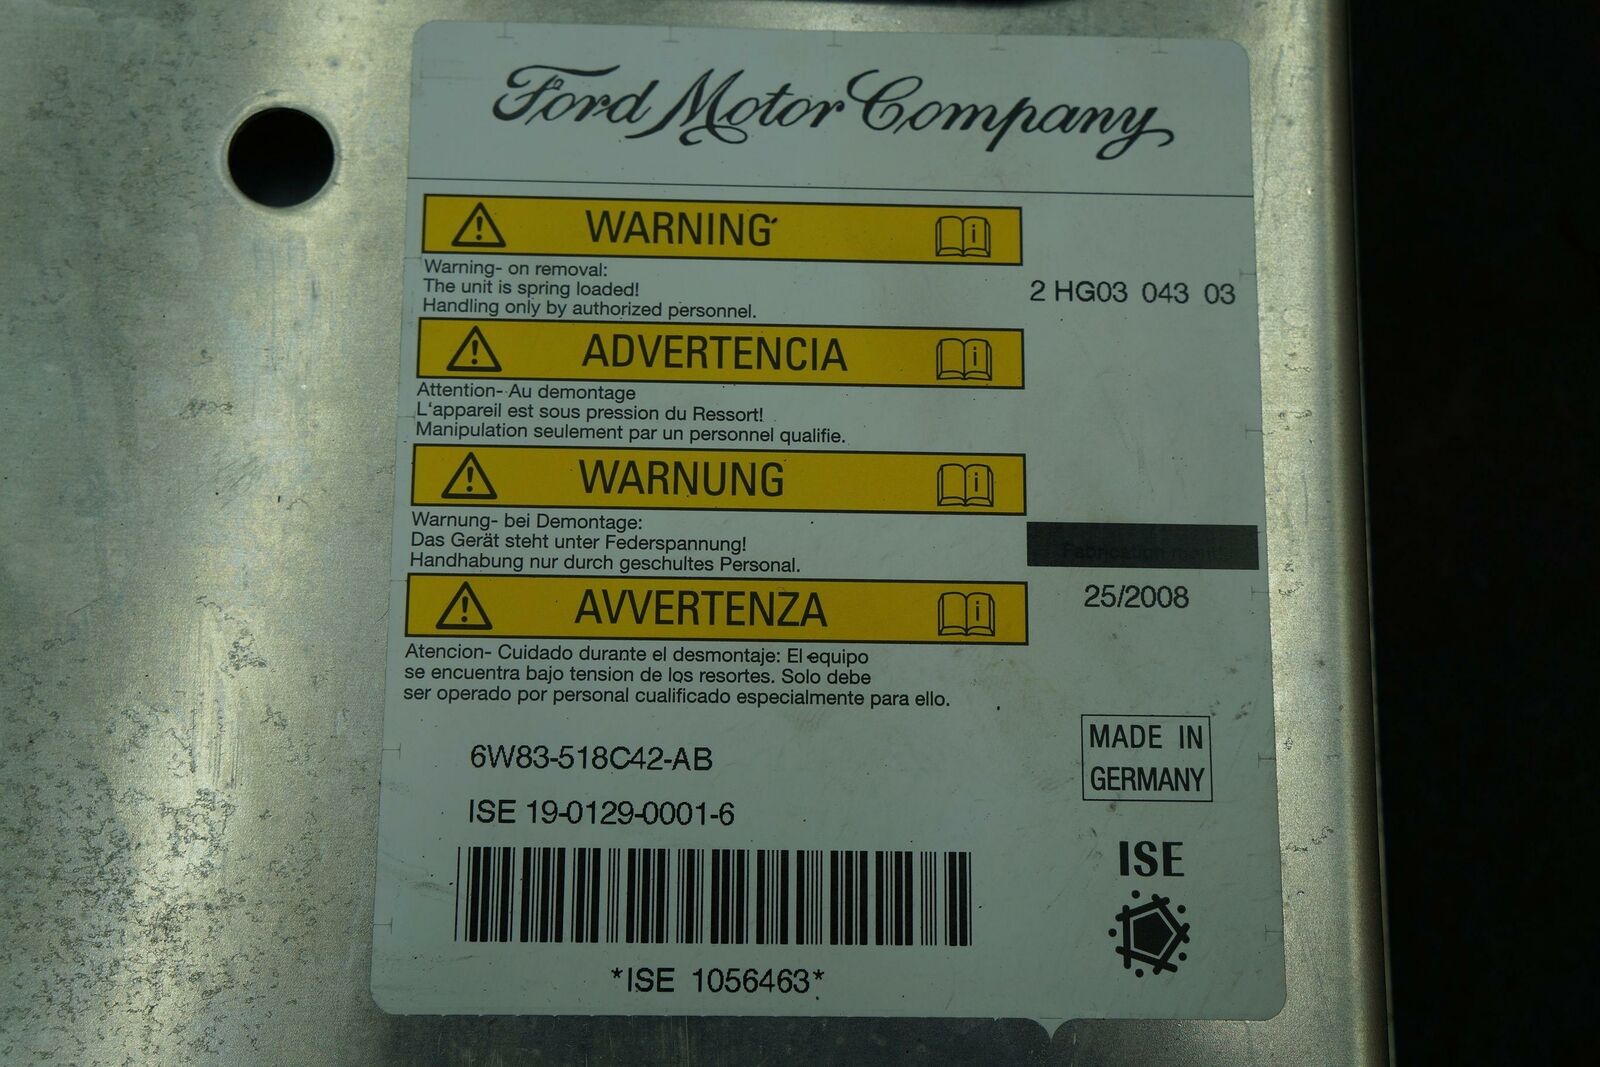 Ford Motor Company
WARNING
Warning- on removal:
The unit is spring loaded!
Handling only by authorized personnel.
2 HG03 043 03
ADVERTENCIA
Attention- Au demontage
L'appareil est sous pression du Ressort!
Manipulation seulement par un personnel qualifie.
WARNUNG
Warnung- bei Demontage:
Das Gerät steht unter Federspannung!
Handhabung nur durch geschultes Personal.
Fabrication
25/2008
AVVERTENZA
Atencion- Cuidado durante el desmontaje: El equipo
se encuentra bajo tension de los resortes. Solo debe
ser operado por personal cualificado especialmente para ello.
6W83-518C42-AB
ISE 19-0129-0001-6
MADE IN
GERMANY
ISE
*ISE 1056463*